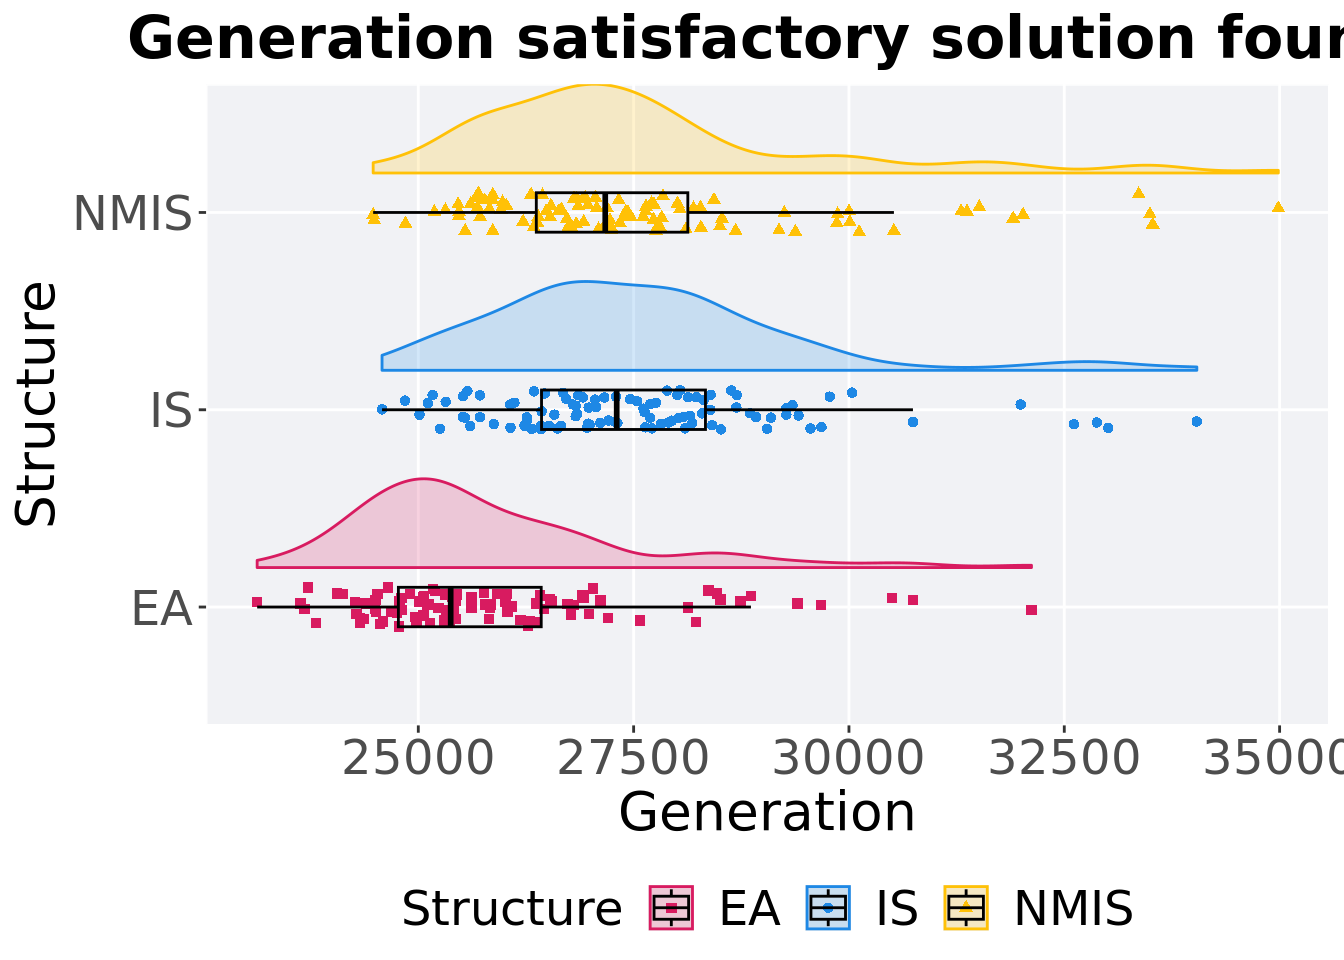 Generation satisfactory solution four
NMIS
IS
EA
Structure
25000 27500 30000 32500 35000
Generation
Structure EA IS NMIS